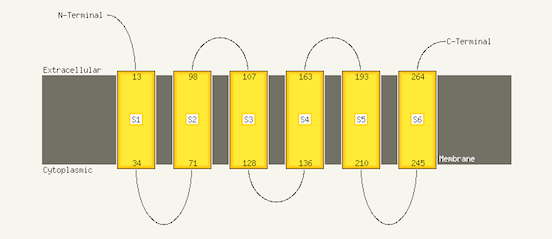 N-Terminal
C-Terminal
Extracellular
13 98 107 163 193 264
S1 S2 S3 S4 S5 S6
34 71 128 136 210 245
Membrane
Cytoplasmic